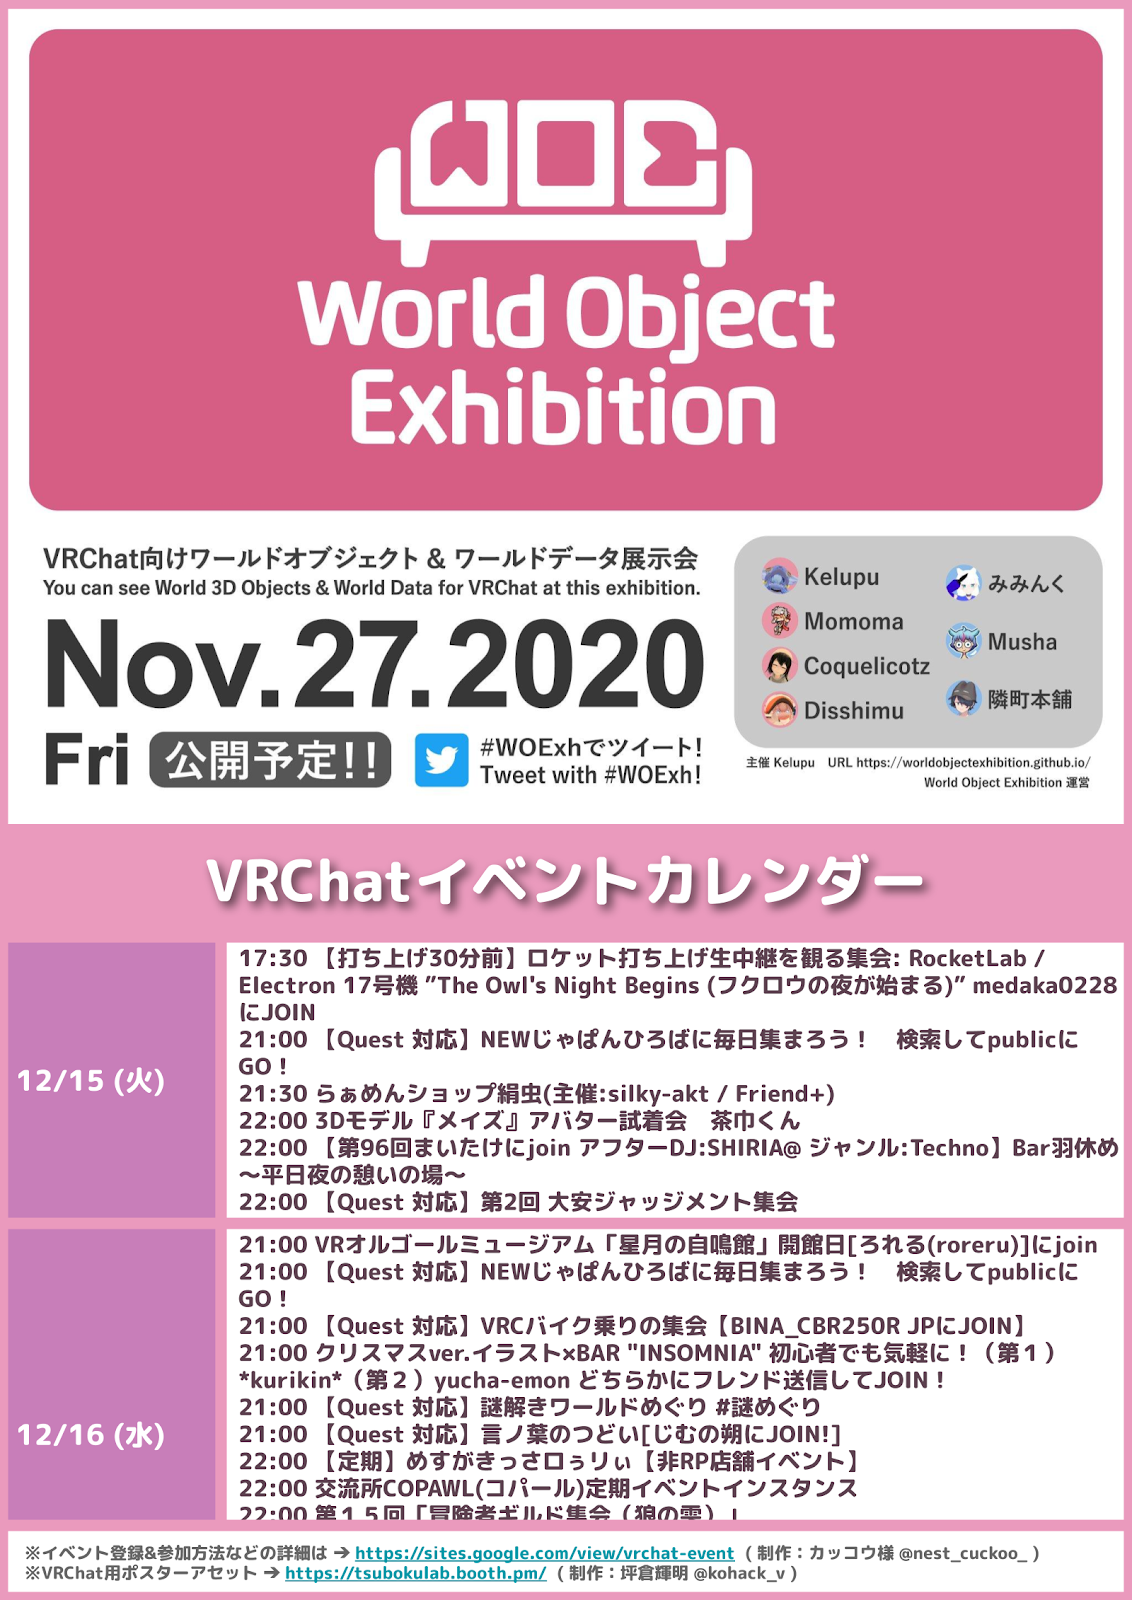 WOE
World Object
Exhibition
VRChat向けワールドオブジェクト & ワールドデータ展示会
You can see World 3D Objects & World Data for VRChat at this exhibition.
Nov.27.2020
Fri 公開予定!!
#WOExhでツイート!
Tweet with #WOExh!
Kelupu
Momoma
Coquelicotz
Disshimu
みみんく
Musha
隣町本舗
主催 Kelupu URL https://worldobjectexhibition.github.io/
World Object Exhibition 運営
VRChatイベントカレンダー
12/15 (火)
17:30 【打ち上げ30分前】ロケット打ち上げ生中継を観る集会: RocketLab /
Electron 17号機 ”The Owl's Night Begins (フクロウの夜が始まる)” medaka0228
にJOIN
21:00 【Quest 対応】NEWじゃぱんひろばに毎日集まろう！　検索してpublicに
GO！
21:30 らぁめんショップ絹虫(主催:silky-akt / Friend+)
22:00 3Dモデル『メイズ』アバター試着会　茶巾くん
22:00 【第96回まいたけにjoin アフターDJ:SHIRIA@ ジャンル:Techno】Bar羽休め
～平日夜の憩いの場～
22:00 【Quest 対応】第2回 大安ジャッジメント集会
12/16 (水)
21:00 VRオルゴールミュージアム「星月の自鳴館」開館日[ろれる(roreru)]にjoin
21:00 【Quest 対応】NEWじゃぱんひろばに毎日集まろう！　検索してpublicに
GO！
21:00 【Quest 対応】VRCバイク乗りの集会【BINA_CBR250R JPにJOIN】
21:00 クリスマスver.イラスト×BAR "INSOMNIA" 初心者でも気軽に！（第１）
*kurikin*（第２）yucha-emon どちらかにフレンド送信してJOIN！
21:00 【Quest 対応】謎解きワールドめぐり #謎めぐり
21:00 【Quest 対応】言ノ葉のつどい[じむの朔にJOIN!]
22:00 【定期】めすがきっさロぅリぃ【非RP店舗イベント】
22:00 交流所COPAWL(コパール)定期イベントインスタンス
22:00 第１５回「冒険者ギルド集会（狼の雫）」
※イベント登録&参加方法などの詳細は ➔ https://sites.google.com/view/vrchat-event ( 制作：カッコウ様 @nest_cuckoo_ )
※VRChat用ポスターアセット ➔ https://tsubokulab.booth.pm/ ( 制作：坪倉輝明 @kohack_v )